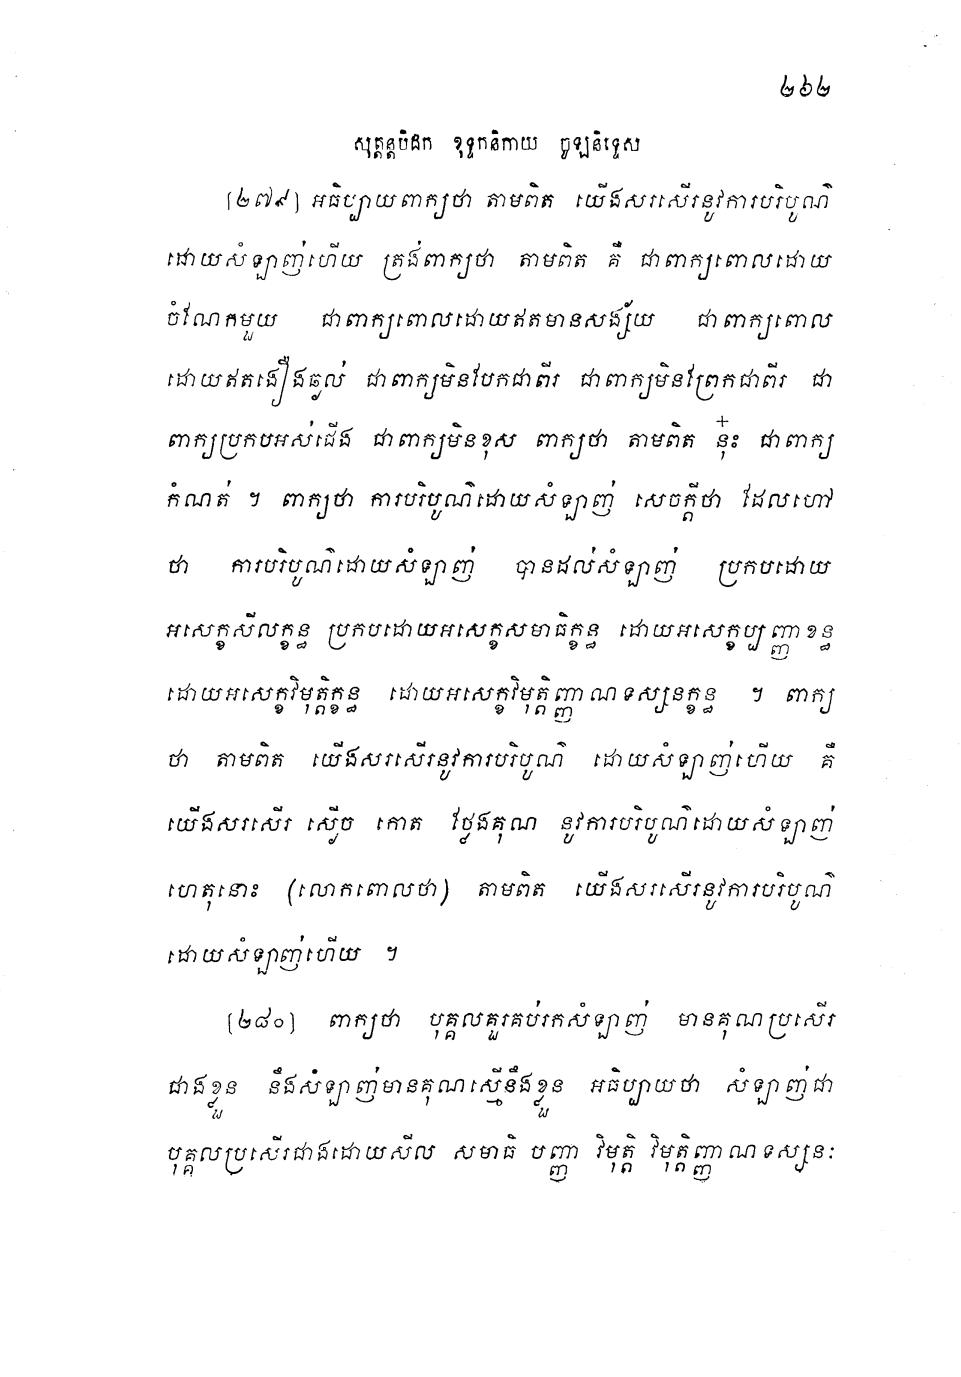 ២៦២
សុត្តន្តបិដក ខុទ្ទកនិកាយ ចូឡនិទ្ទេស
[២៧៩] អធិប្បាយពាក្យថា តាមពិត យើងសរសើរនូវការបរិបូណ៌
ដោយសំឡាញ់ហើយ ត្រង់ពាក្យថា តាមពិត គឺ ជាពាក្យពោលដោយ
ចំណែកមួយ ជាពាក្យពោលដោយឥតមានសង្ស័យ ជាពាក្យពោល
ដោយឥតងឿងឆ្ងល់ ជាពាក្យមិនបែកជាពីរ ជាពាក្យមិនព្រែកជាពីរ ជា
ពាក្យប្រកបអស់ជើង ជាពាក្យមិនខុស ពាក្យថា តាមពិត នុ៎ះ ជាពាក្យ
កំណត់ ។ ពាក្យថា ការបរិបូណ៌ដោយសំឡាញ់ សេចក្តីថា ដែលហៅ
ថា ការបរិបូណ៌ដោយសំឡាញ់ បានដល់សំឡាញ់ ប្រកបដោយ
អសេក្ខសីលក្ខន្ធ ប្រកបដោយអសេក្ខសមាធិក្ខន្ធ ដោយអសេក្ខប្បញ្ញាខន្ធ
ដោយអសេក្ខវិមុត្តិក្ខន្ធ ដោយអសេក្ខវិមុត្តិញ្ញាណទស្សនក្ខន្ធ ។ ពាក្យ
ថា តាមពិត យើងសរសើរនូវការបរិបូណ៌ ដោយសំឡាញ់ហើយ គឺ
យើងសរសើរ ស្ងើច កោត ថ្លែងគុណ នូវការបរិបូណ៌ដោយសំឡាញ់
ហេតុនោះ (លោកពោលថា) តាមពិត យើងសរសើរនូវការបរិបូណ៌
ដោយសំឡាញ់ហើយ ។
[២៨០] ពាក្យថា បុគ្គលគួរគប់រកសំឡាញ់ មានគុណប្រសើរ
ជាងខ្លួន នឹងសំឡាញ់មានគុណស្មើនឹងខ្លួន អធិប្បាយថា សំឡាញ់ជា
បុគ្គលប្រសើរជាងដោយសីល សមាធិ បញ្ញា វិមុត្តិ វិមុត្តិញ្ញាណទស្សនៈ